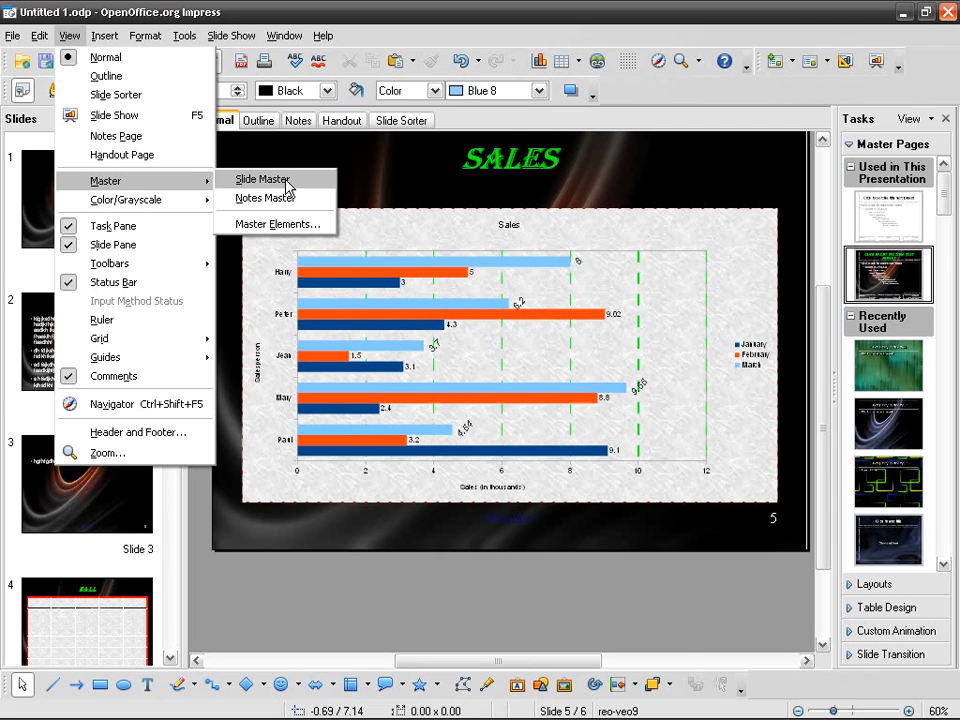 Untitled 1.odp - OpenOffice.org Impress
File Edit View Insert Format Tools Slide Show Window Help
Black Color Blue 8
Slides
Normal
Outline
Slide Sorter
Slide Show F5
Notes Page
Handout Page
Master
Color/Grayscale
Task Pane
Slide Pane
Toolbars
Status Bar
Input Method Status
Ruler
Grid
Guides
Comments
Navigator Ctrl+Shift+F5
Header and Footer...
Zoom...
Slide Master
Notes Master
Master Elements...
mal Outline Notes Handout Slide Sorter
1
2
3
Slide 3
4
SALES
Sales
Harry
Peter
Jean
Mary
Paul
8
5
3
6.2
9.02
4.3
3.7
1.5
3.1
9.66
8.8
2.4
4.54
3.2
9.1
0 2 4 6 8 10 12
Salesperson
Sales (in thousands)
January
February
March
5
Tasks View
Master Pages
Used in This
Presentation
Recently
Used
Layouts
Table Design
Custom Animation
Slide Transition
-0.69 / 7.14 0.00 x 0.00 Slide 5 / 6 reo-veo9 60%